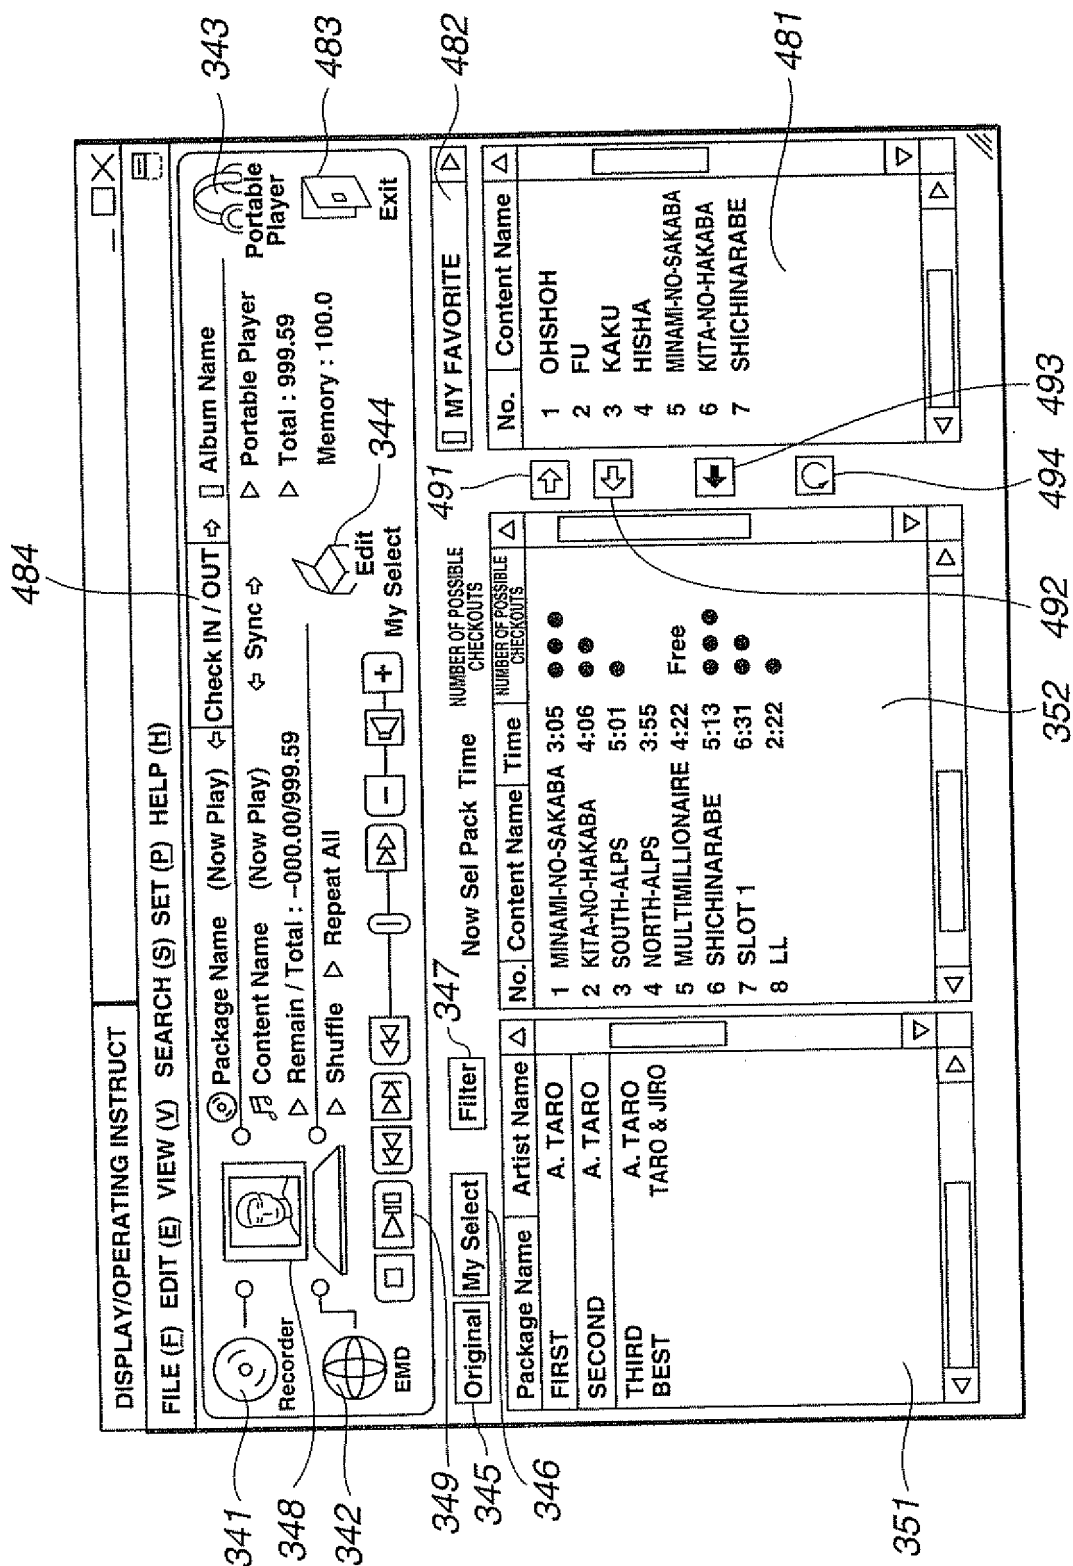 DISPLAY/OPERATING INSTRUCT
FILE (F) EDIT (E) VIEW (V) SEARCH (S) SET (P) HELP (H)
Recorder
EMD
Package Name (Now Play)
Content Name (Now Play)
Remain / Total : -000.00/999.59
Shuffle
Repeat All
Check IN / OUT
Sync
Album Name
Portable Player
Total : 999.59
Memory : 100.0
Portable
Player
Exit
Edit
My Select
Original
My Select
Filter
Now Sel Pack Time
NUMBER OF POSSIBLE
CHECKOUTS
[] MY FAVORITE
Package Name Artist Name
FIRST A. TARO
SECOND A. TARO
THIRD A. TARO
BEST TARO & JIRO
No. Content Name Time NUMBER OF POSSIBLE
CHECKOUTS
1 MINAMI-NO-SAKABA 3:05
2 KITA-NO-HAKABA 4:06
3 SOUTH-ALPS 5:01
4 NORTH-ALPS 3:55
5 MULTIMILLIONAIRE 4:22 Free
6 SHICHINARABE 5:13
7 SLOT 1 6:31
8 LL 2:22
No. Content Name
1 OHSHOH
2 FU
3 KAKU
4 HISHA
5 MINAMI-NO-SAKABA
6 KITA-NO-HAKABA
7 SHICHINARABE
484
343
483
482
481
344
491
493
494
492
352
347
341
348
342
349
345
346
351